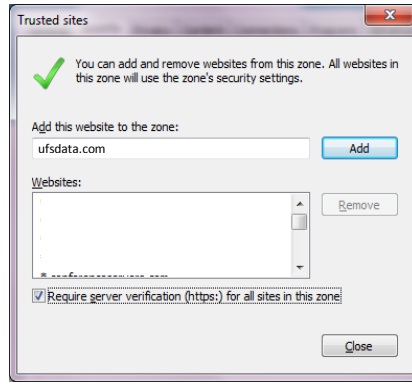 Trusted sites
You can add and remove websites from this zone. All websites in
this zone will use the zone's security settings.
Add this website to the zone:
ufsdata.com
Add
Websites:
Remove
Require server verification (https:) for all sites in this zone
Close